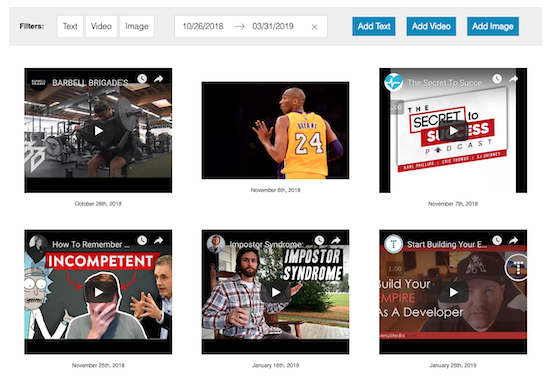 Filters: Text Video Image 10/26/2018 → 03/31/2019 × Add Text Add Video Add Image
BARBELL BRIGADE'S
BRYANT
24
The Secret To Succe...
THE
SECRET to
SUCCESS
PODCAST
KARL PHILLIPS | ERIC THOMAS | CJ QUINNEY
October 26th, 2018
November 6th, 2018
November 7th, 2018
How To Remember ...
INCOMPETENT
Impostor Syndrome:
IMPOSTOR
SYNDROME
Start Building Your E...
1.00
Build Your
EMPIRE
As A Developer
November 25th, 2018
January 16th, 2019
January 25th, 2019